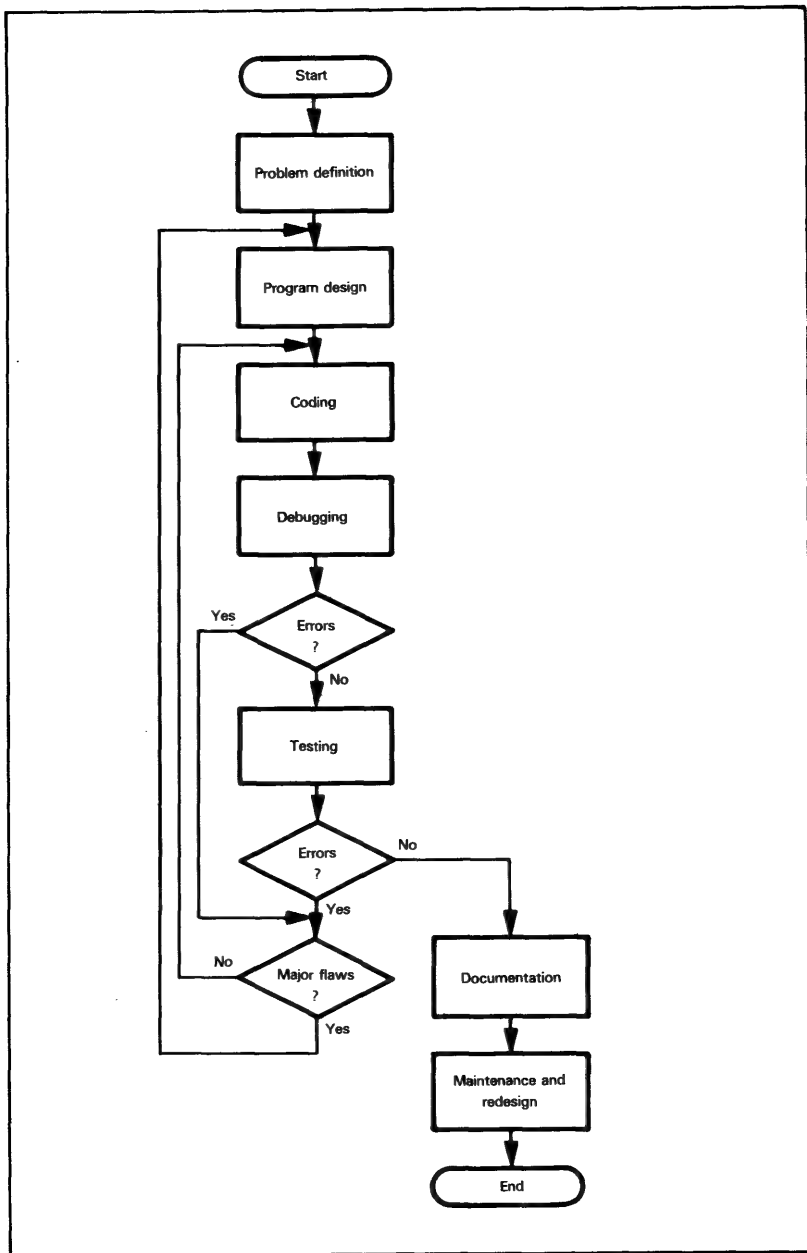 Start
Problem definition
Program design
Coding
Debugging
Yes
Errors
?
No
Testing
Errors
?
No
Yes
No
Major flaws
?
Yes
Documentation
Maintenance and
redesign
End